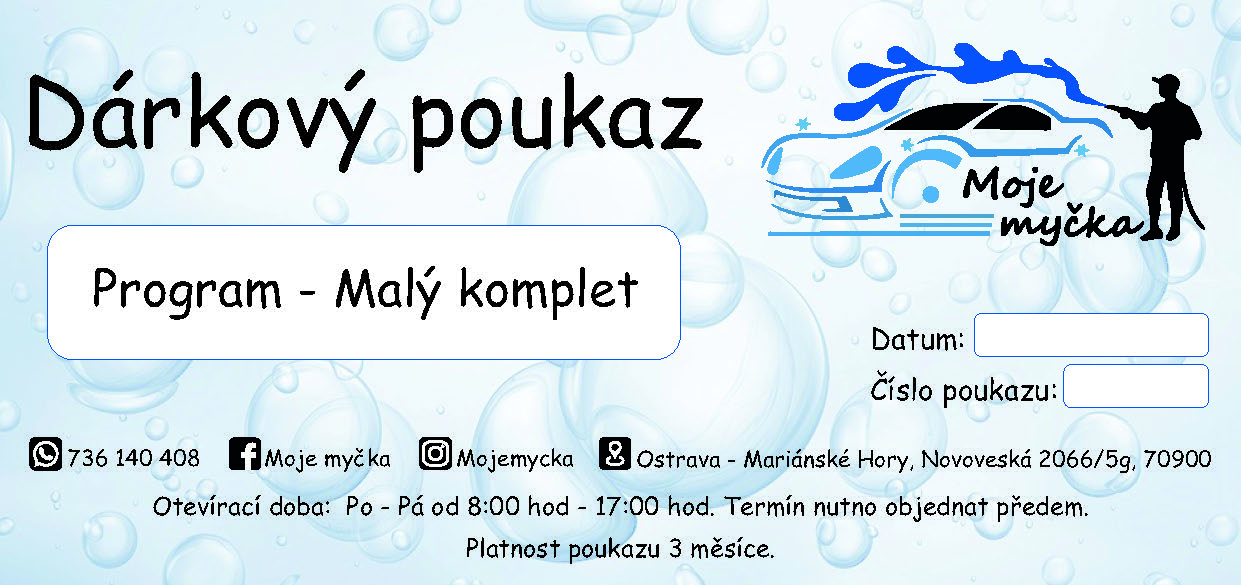 Dárkový poukaz
Moje
myčka
Program - Malý komplet
Datum:
Číslo poukazu:
736 140 408 Moje myčka Mojemycka Ostrava - Mariánské Hory, Novoveská 2066/5g, 70900
Otevírací doba: Po - Pá od 8:00 hod - 17:00 hod. Termín nutno objednat předem.
Platnost poukazu 3 měsíce.